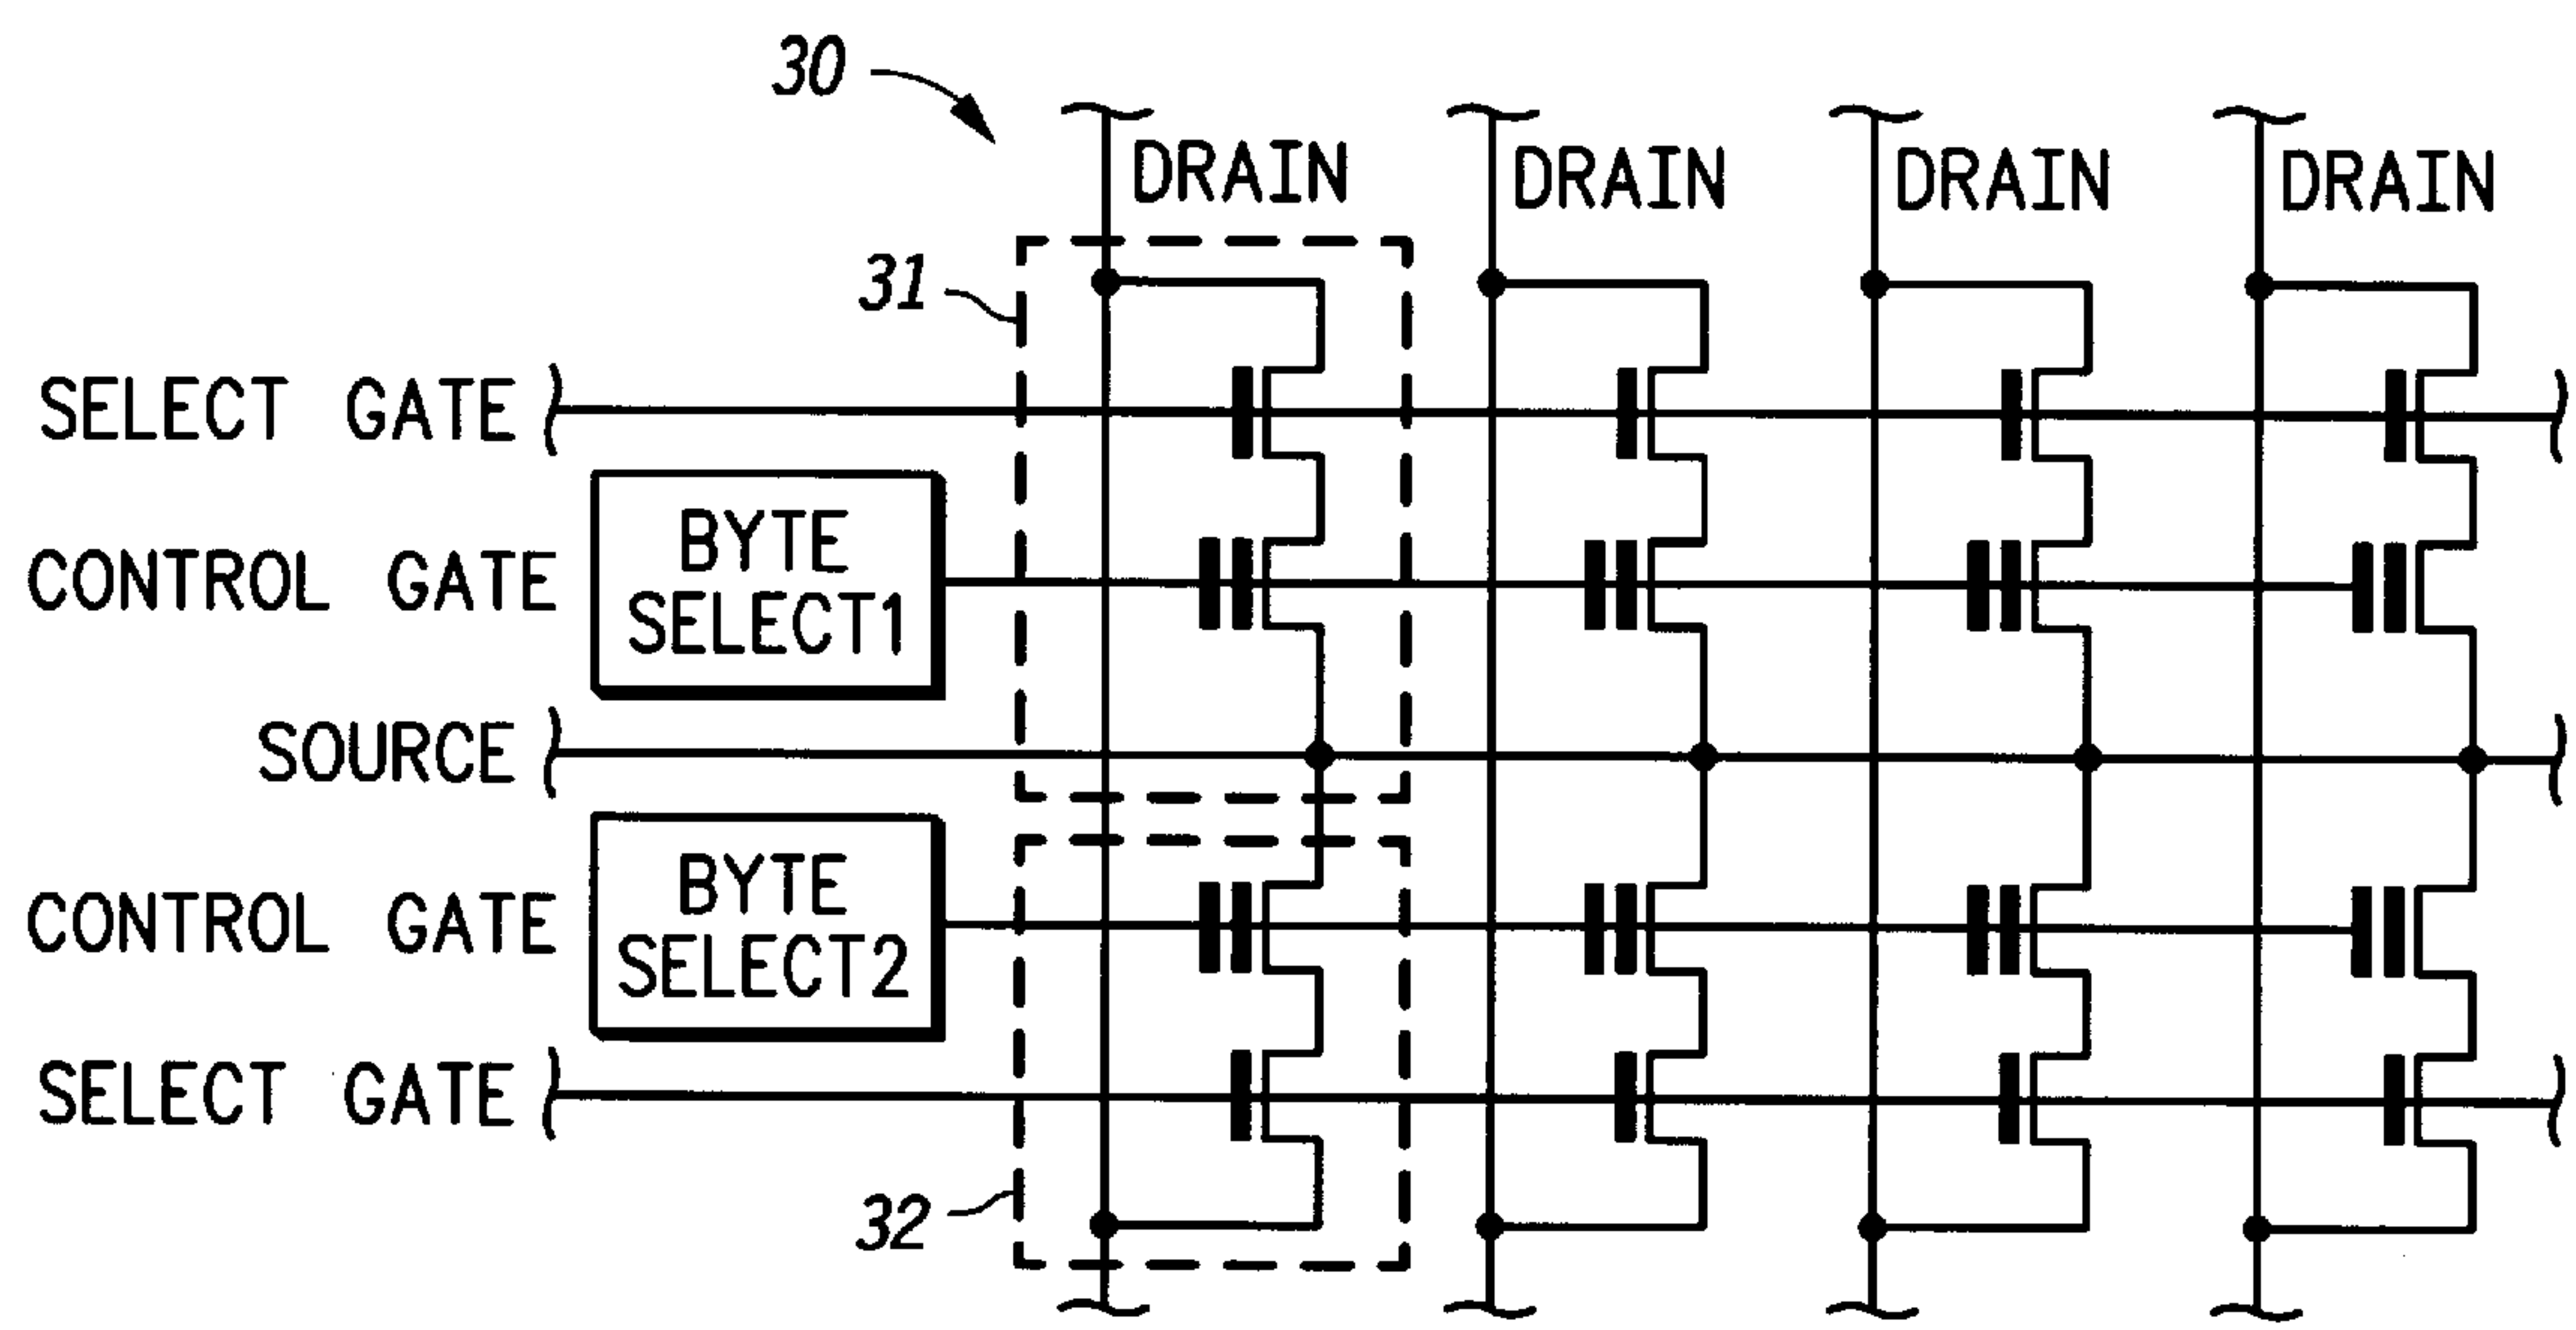 30
DRAIN DRAIN DRAIN DRAIN
31
SELECT GATE
CONTROL GATE
BYTE
SELECT1
SOURCE
CONTROL GATE
BYTE
SELECT2
SELECT GATE
32